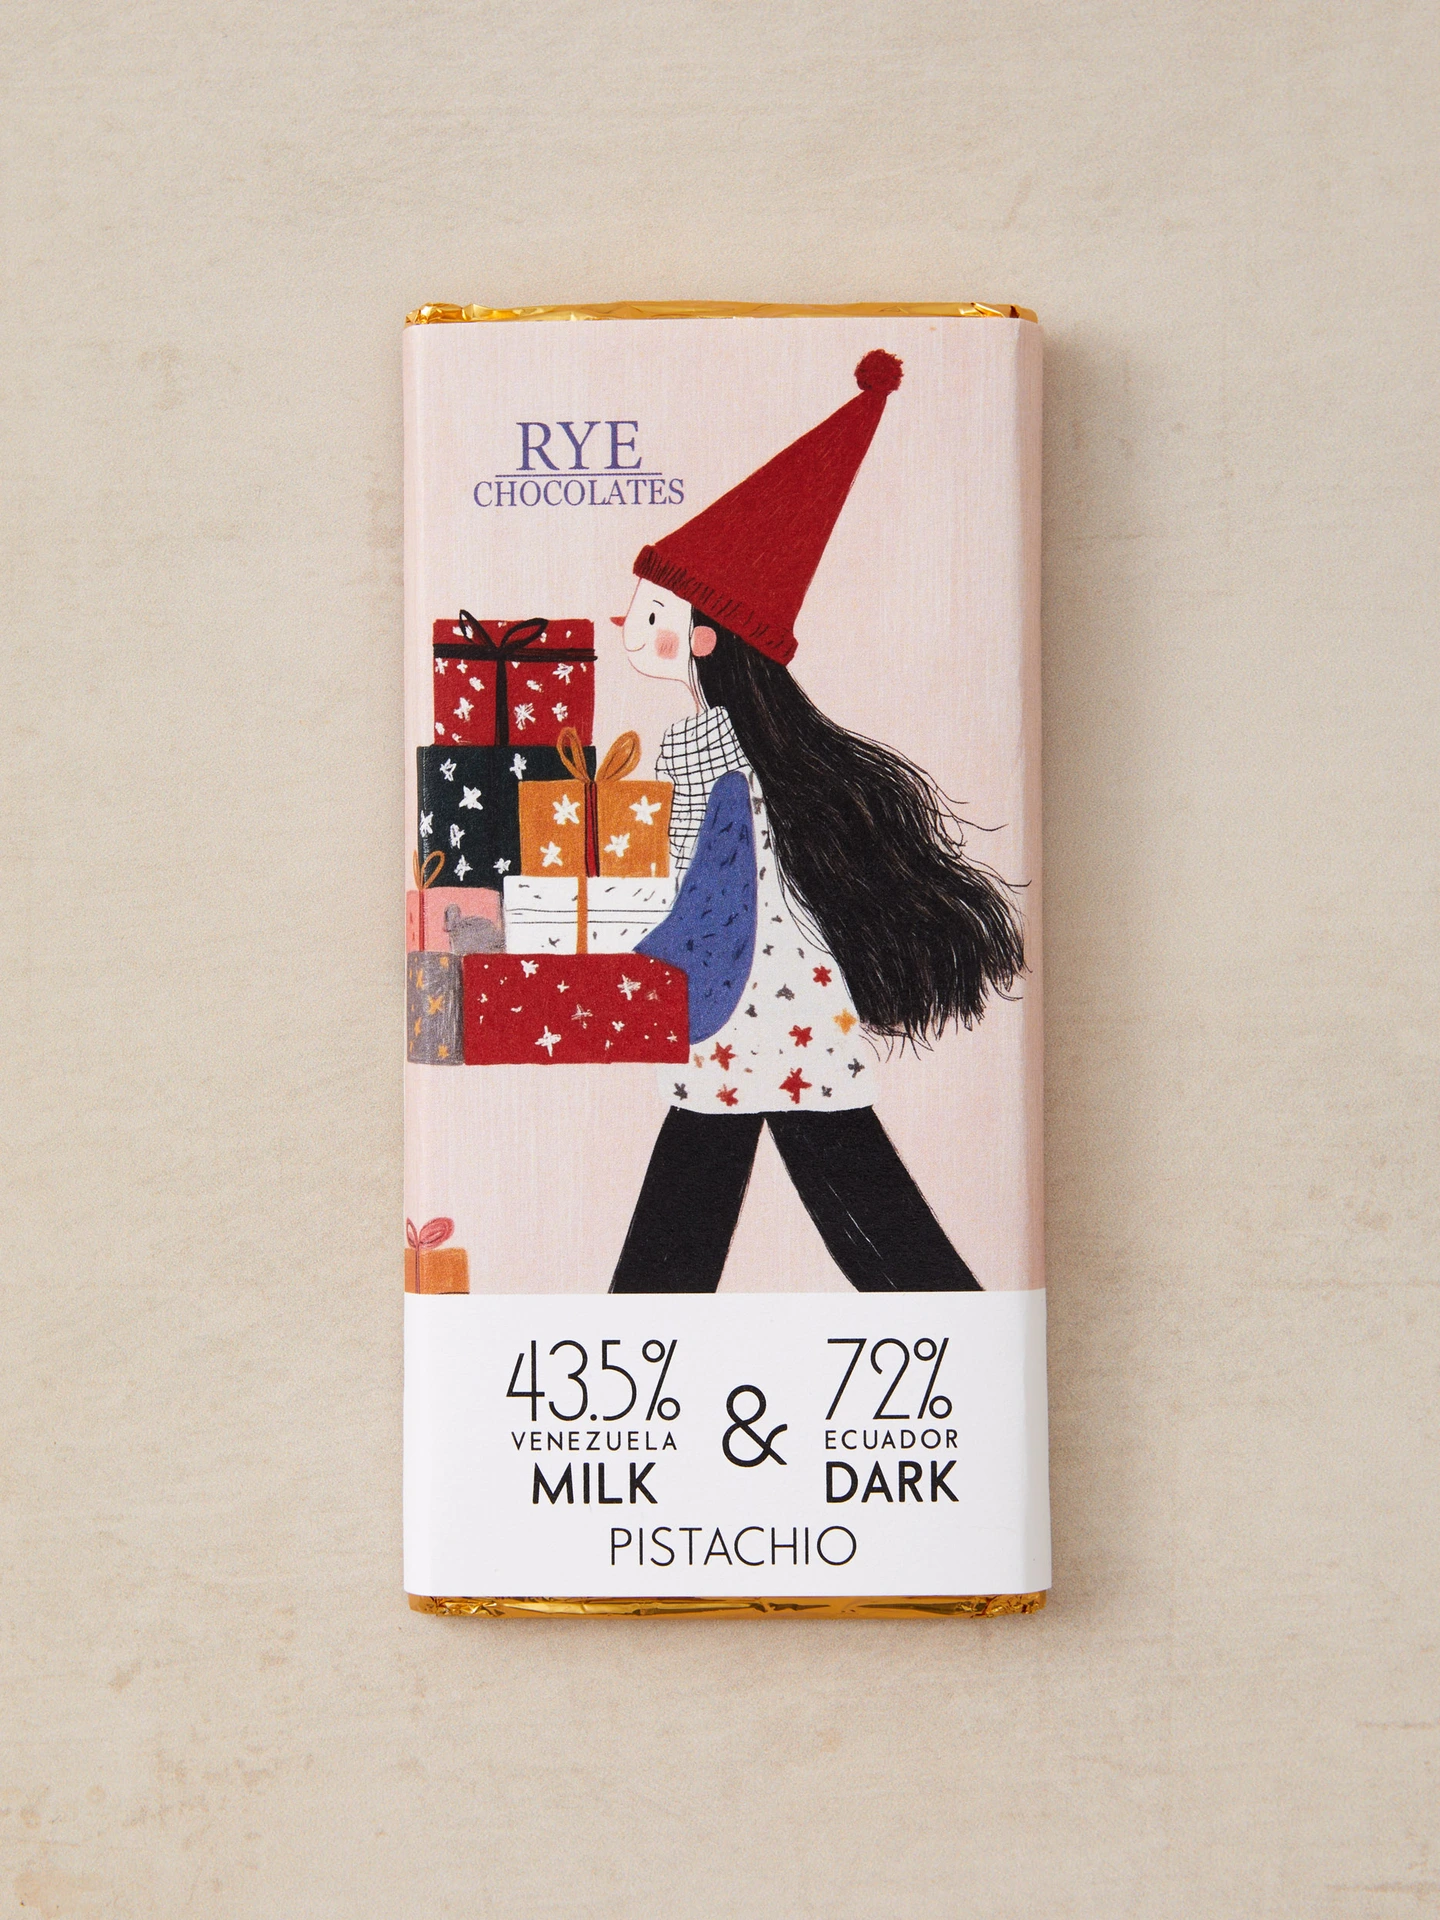 RYE
CHOCOLATES
43.5% & 72%
VENEZUELA ECUADOR
MILK DARK
PISTACHIO